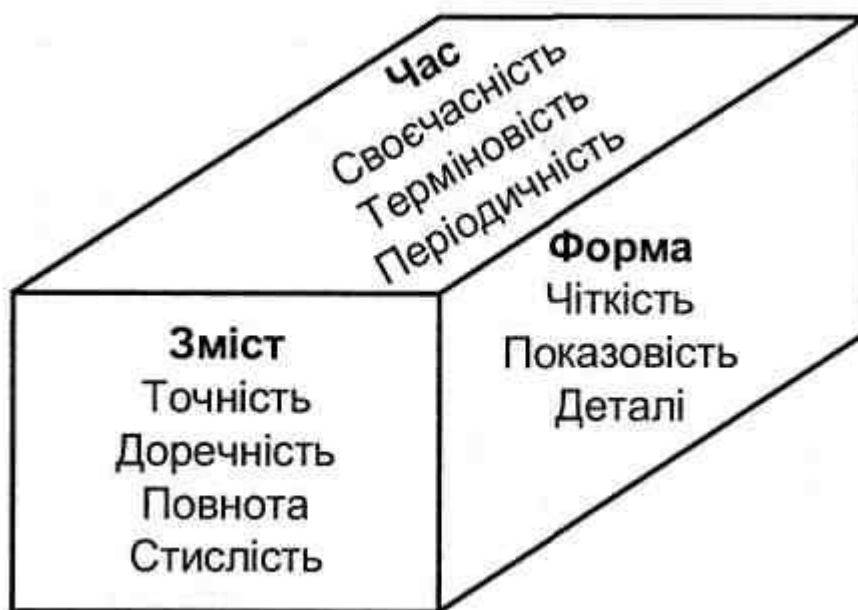 Час
Своєчасність
Терміновість
Періодичність
Форма
Чіткість
Показовість
Деталі
Зміст
Точність
Доречність
Повнота
Стислість